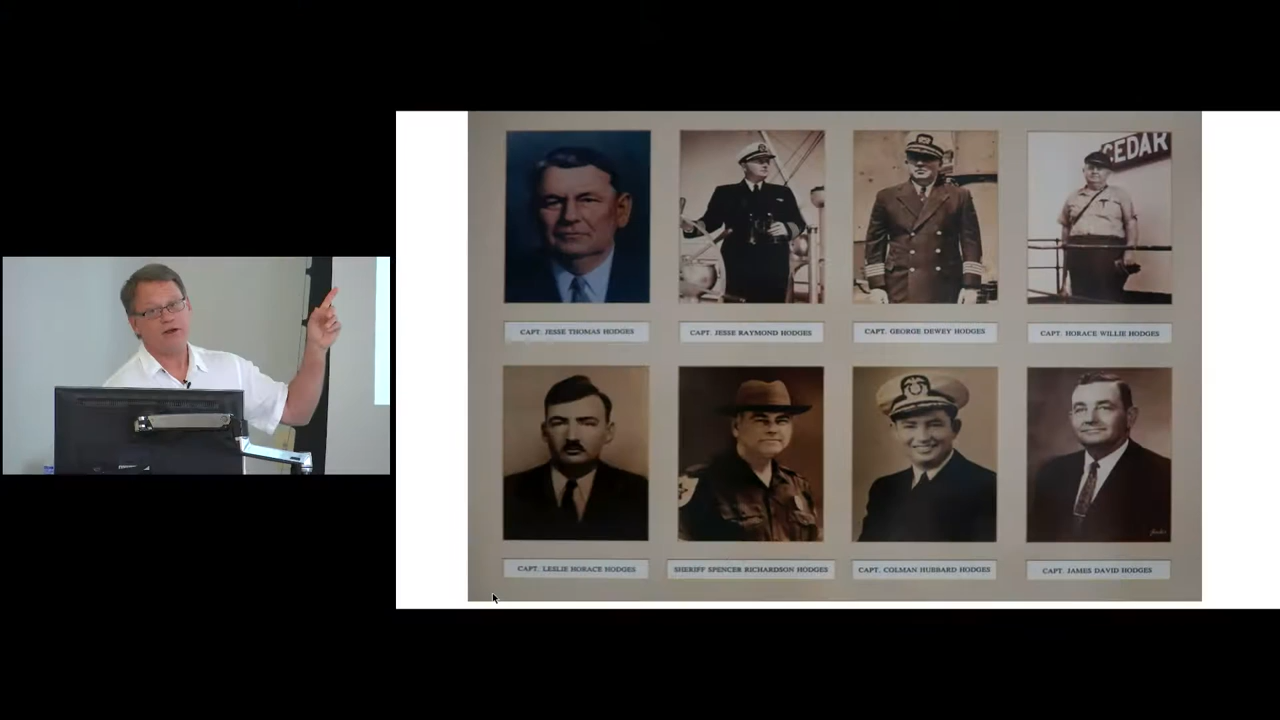 CEDAR
CAPT. JESSE THOMAS HODGES
CAPT. JESSE RAYMOND HODGES
CAPT. GEORGE DEWEY HODGES
CAPT. HORACE WILLIE HODGES
CAPT. LESLIE HORACE HODGES
SHERIFF SPENCER RICHARDSON HODGES
CAPT. COLMAN HUBBARD HODGES
CAPT. JAMES DAVID HODGES